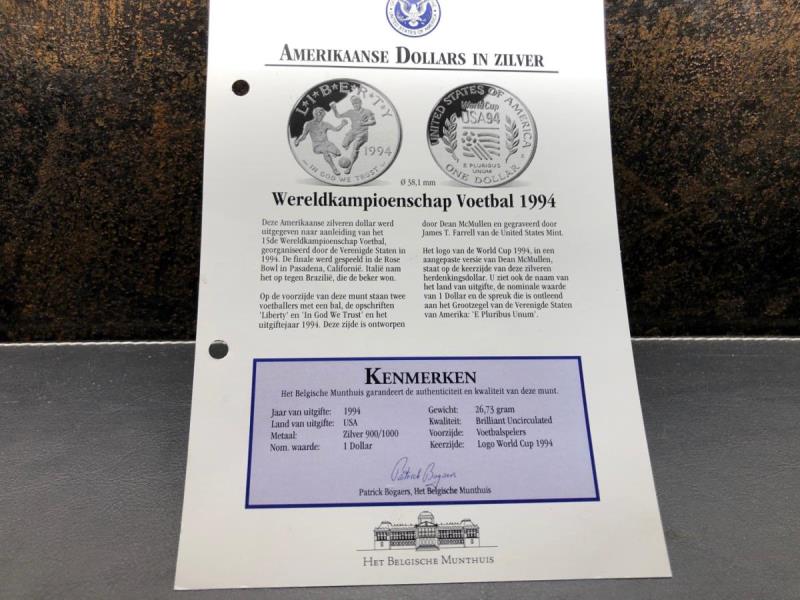 UNITED STATES OF
AMERIKAANSE DOLLARS IN ZILVER
LIBERTY
1994
IN GOD WE TRUST
UNITED STATES OF AMERICA
WorldCup
USA94
E PLURIBUS
UNUM
ONE DOLLAR
Ø 38,1 mm
Wereldkampioenschap Voetbal 1994
Deze Amerikaanse zilveren dollar werd
uitgegeven naar aanleiding van het
15de Wereldkampioenschap Voetbal,
georganiseerd door de Verenigde Staten in
1994. De finale werd gespeeld in de Rose
Bowl in Pasadena, Californië. Italië nam
het op tegen Brazilië, die de beker won.
Op de voorzijde van deze munt staan twee
voetballers met een bal, de opschriften
'Liberty' en 'In God We Trust' en het
uitgiftejaar 1994. Deze zijde is ontworpen
door Dean McMullen en gegraveerd door
James T. Farrell van de United States Mint.
Het logo van de World Cup 1994, in een
aangepaste versie van Dean McMullen,
staat op de keerzijde van deze zilveren
herdenkingsdollar. U ziet ook de naam van
het land van uitgifte, de nominale waarde
van 1 Dollar en de spreuk die is ontleend
aan het Grootzegel van de Verenigde Staten
van Amerika: 'E Pluribus Unum'.
KENMERKEN
Het Belgische Munthuis garandeert de authenticiteit en kwaliteit van deze munt.
Jaar van uitgifte: 1994
Land van uitgifte: USA
Metaal: Zilver 900/1000
Nom. waarde: 1 Dollar
Gewicht: 26,73 gram
Kwaliteit: Brilliant Uncirculated
Voorzijde: Voetbalspelers
Keerzijde: Logo World Cup 1994
Patrick Bogaers
Patrick Bogaers, Het Belgische Munthuis
HET BELGISCHE MUNTHUIS